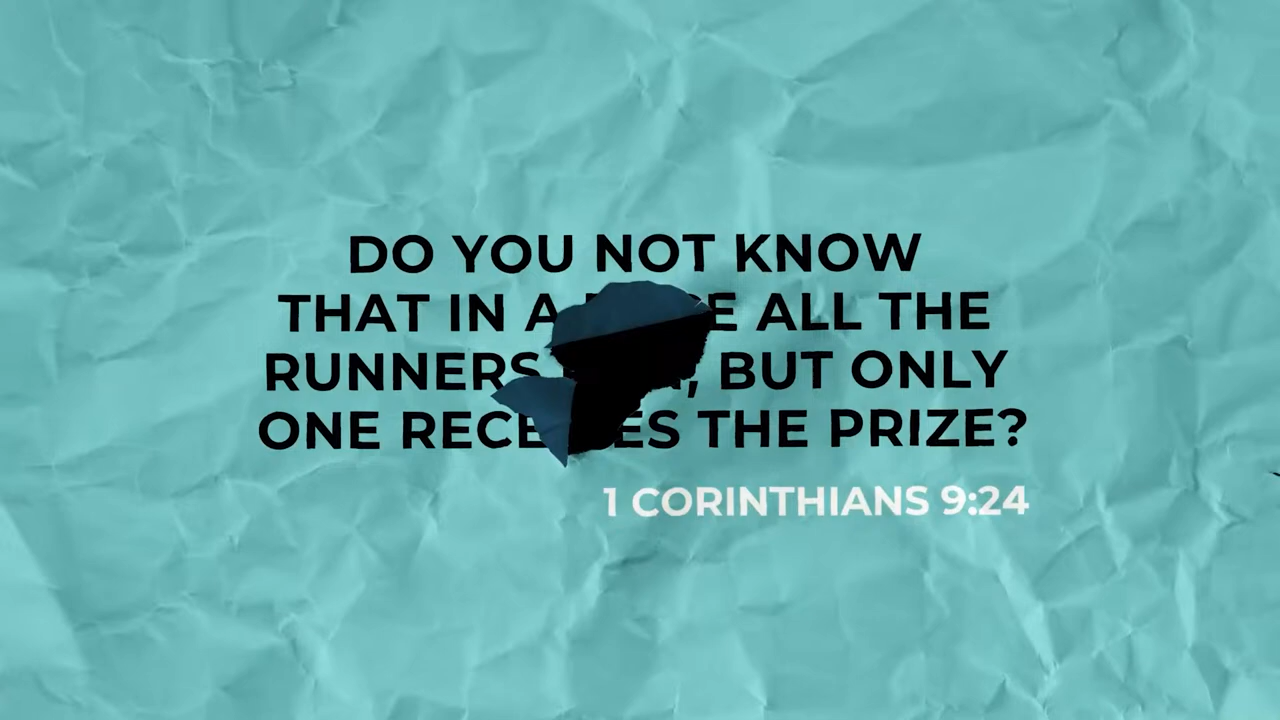 DO YOU NOT KNOW
THAT IN A ALL THE
RUNNERS , BUT ONLY
ONE THE PRIZE?
1 CORINTHIANS 9:24